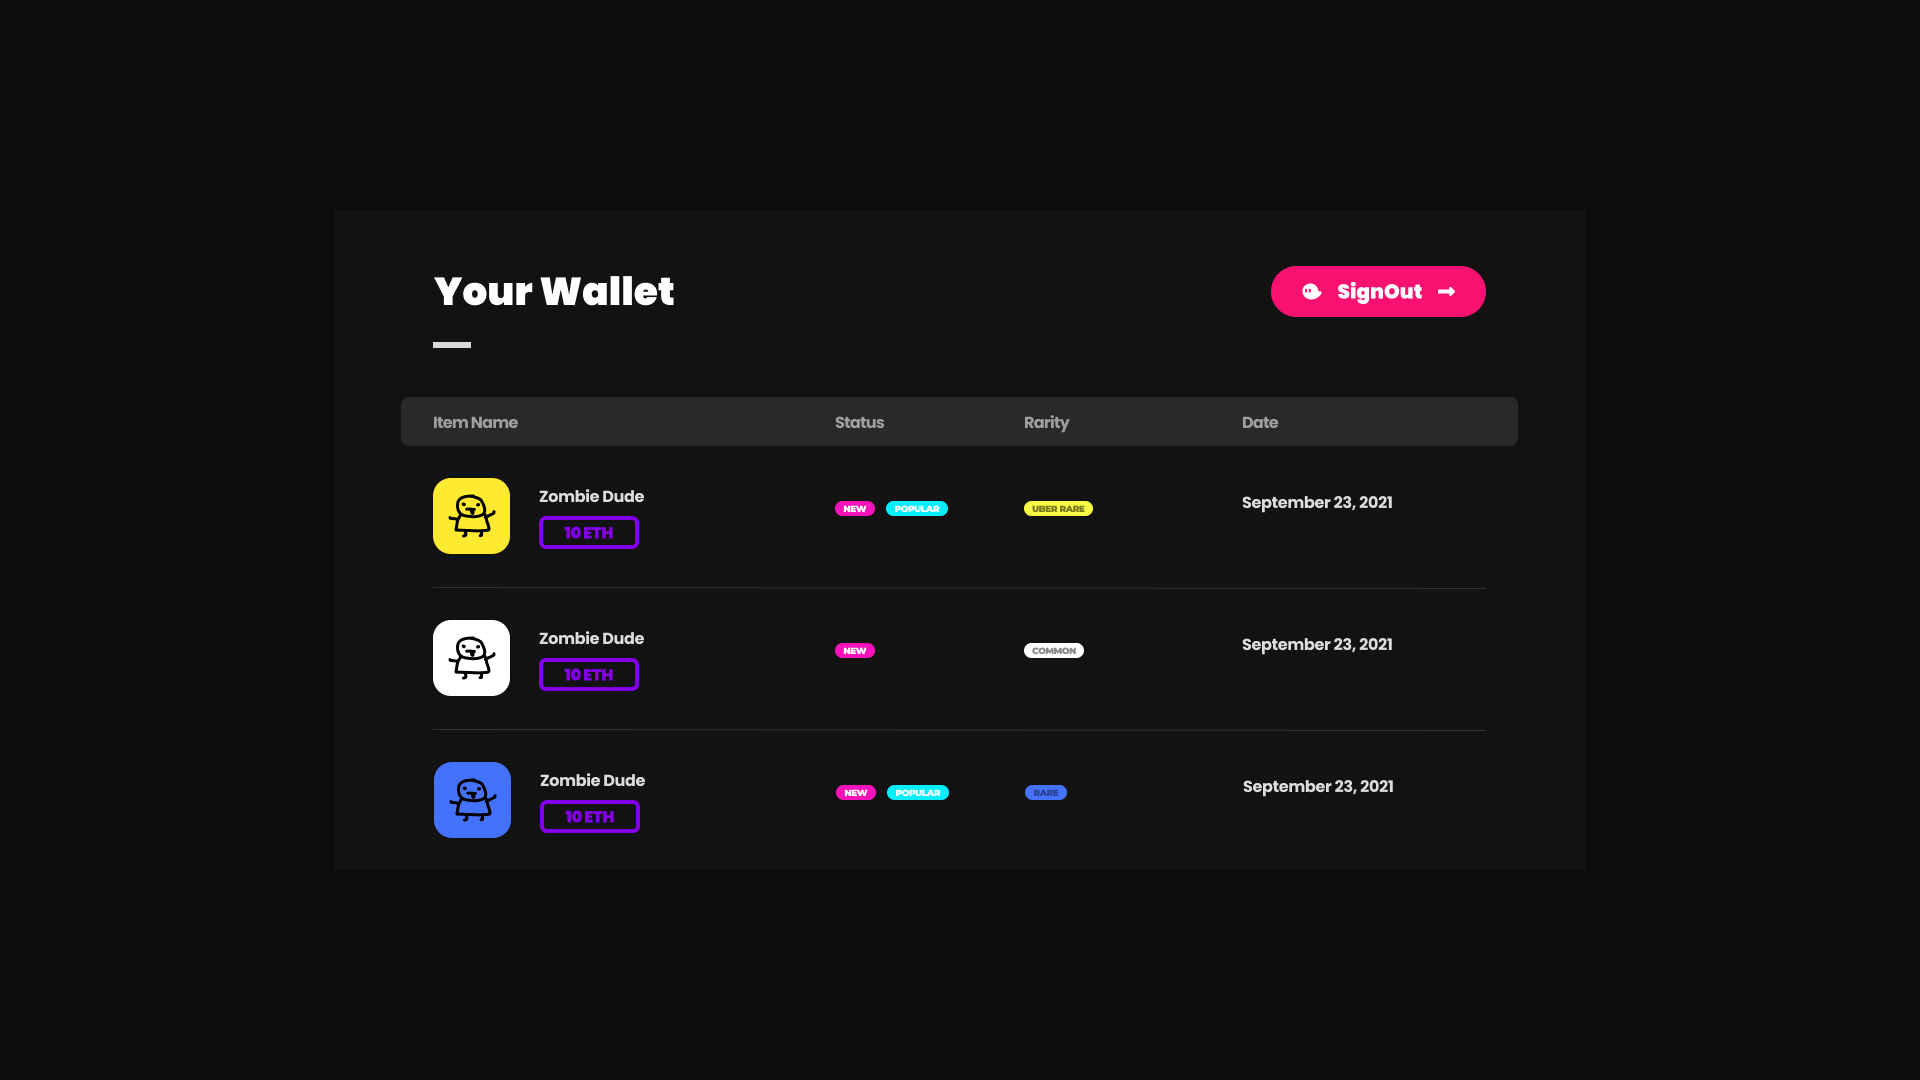 Your Wallet
SignOut
Item Name Status Rarity Date
Zombie Dude
10 ETH
NEW POPULAR UBER RARE September 23, 2021
Zombie Dude
10 ETH
NEW COMMON September 23, 2021
Zombie Dude
10 ETH
NEW POPULAR RARE September 23, 2021